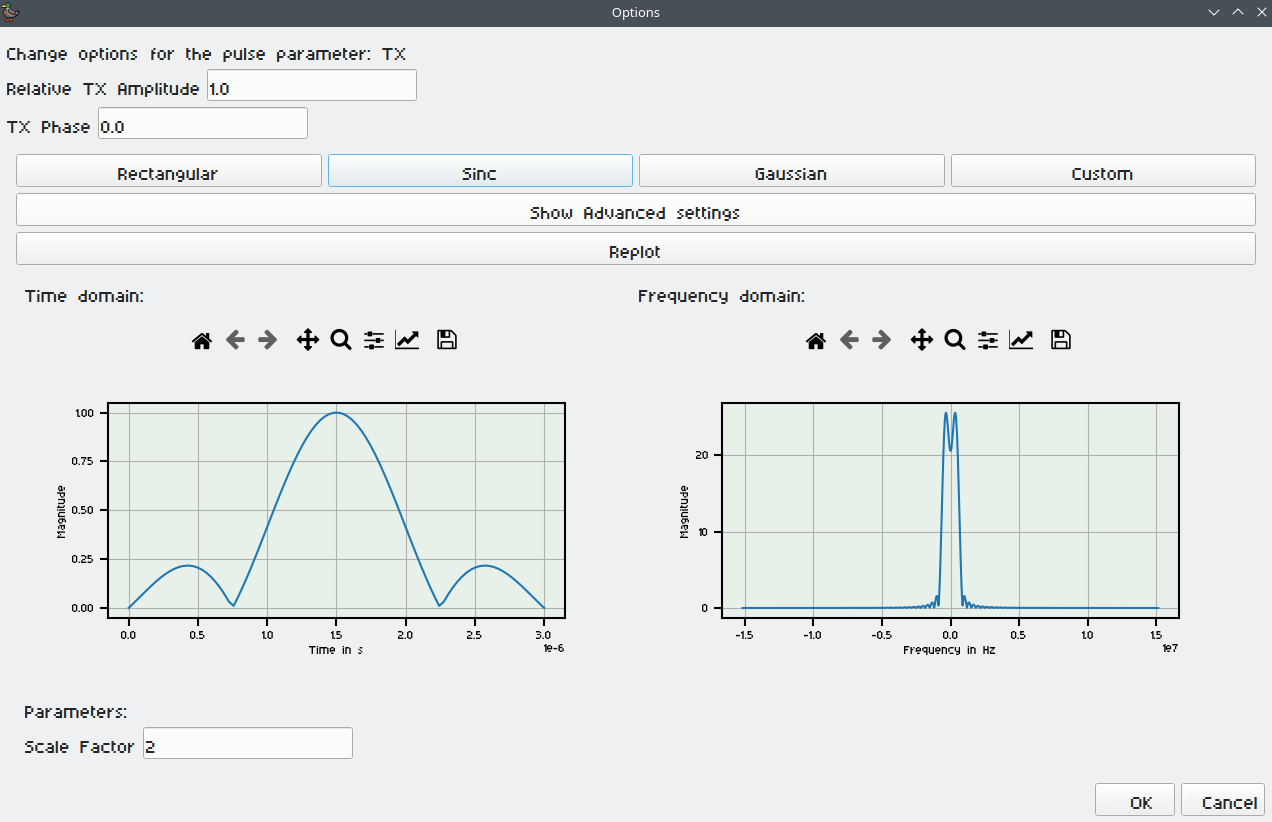 Options
Change options for the pulse parameter: TX
Relative TX Amplitude 1.0
TX Phase 0.0
Rectangular Sinc Gaussian Custom
Show Advanced settings
Replot
Time domain: Frequency domain:
Magnitude
1.00
0.75
0.50
0.25
0.00
0.0 0.5 1.0 1.5 2.0 2.5 3.0
Time in s
1e-6
Magnitude
20
10
0
-1.5 -1.0 -0.5 0.0 0.5 1.0 1.5
Frequency in Hz
1e7
Parameters:
Scale Factor 2
OK Cancel